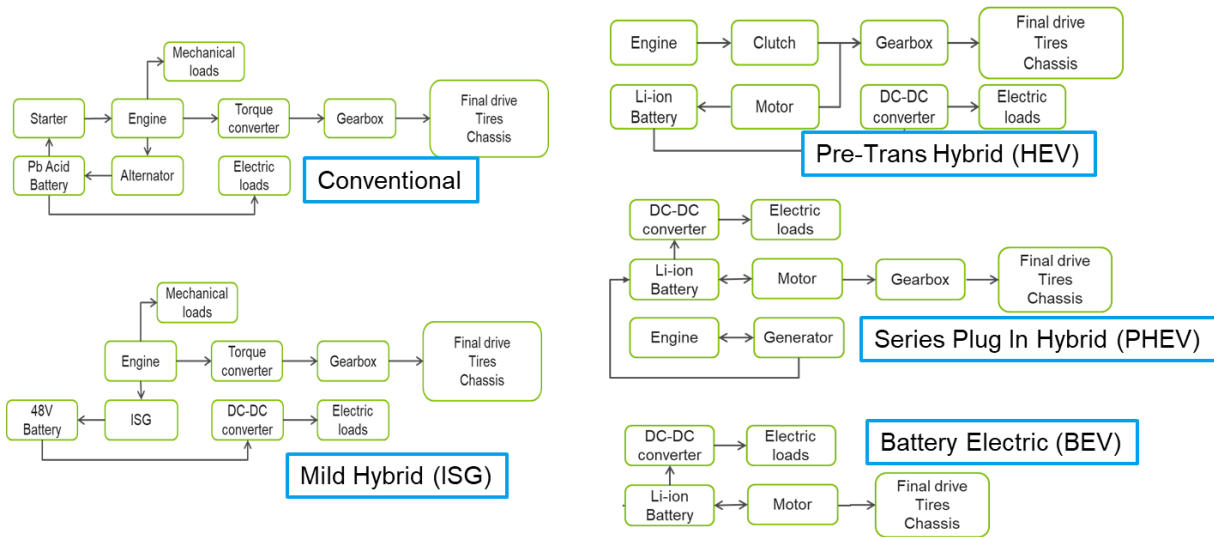 Mechanical
loads
Starter
Engine
Torque
converter
Gearbox
Final drive
Tires
Chassis
Pb Acid
Battery
Alternator
Electric
loads
Conventional
Mechanical
loads
Engine
Torque
converter
Gearbox
Final drive
Tires
Chassis
48V
Battery
ISG
DC-DC
converter
Electric
loads
Mild Hybrid (ISG)
Engine
Clutch
Gearbox
Final drive
Tires
Chassis
Li-ion
Battery
Motor
DC-DC
converter
Electric
loads
Pre-Trans Hybrid (HEV)
DC-DC
converter
Electric
loads
Li-ion
Battery
Motor
Gearbox
Final drive
Tires
Chassis
Engine
Generator
Series Plug In Hybrid (PHEV)
DC-DC
converter
Electric
loads
Battery Electric (BEV)
Li-ion
Battery
Motor
Final drive
Tires
Chassis